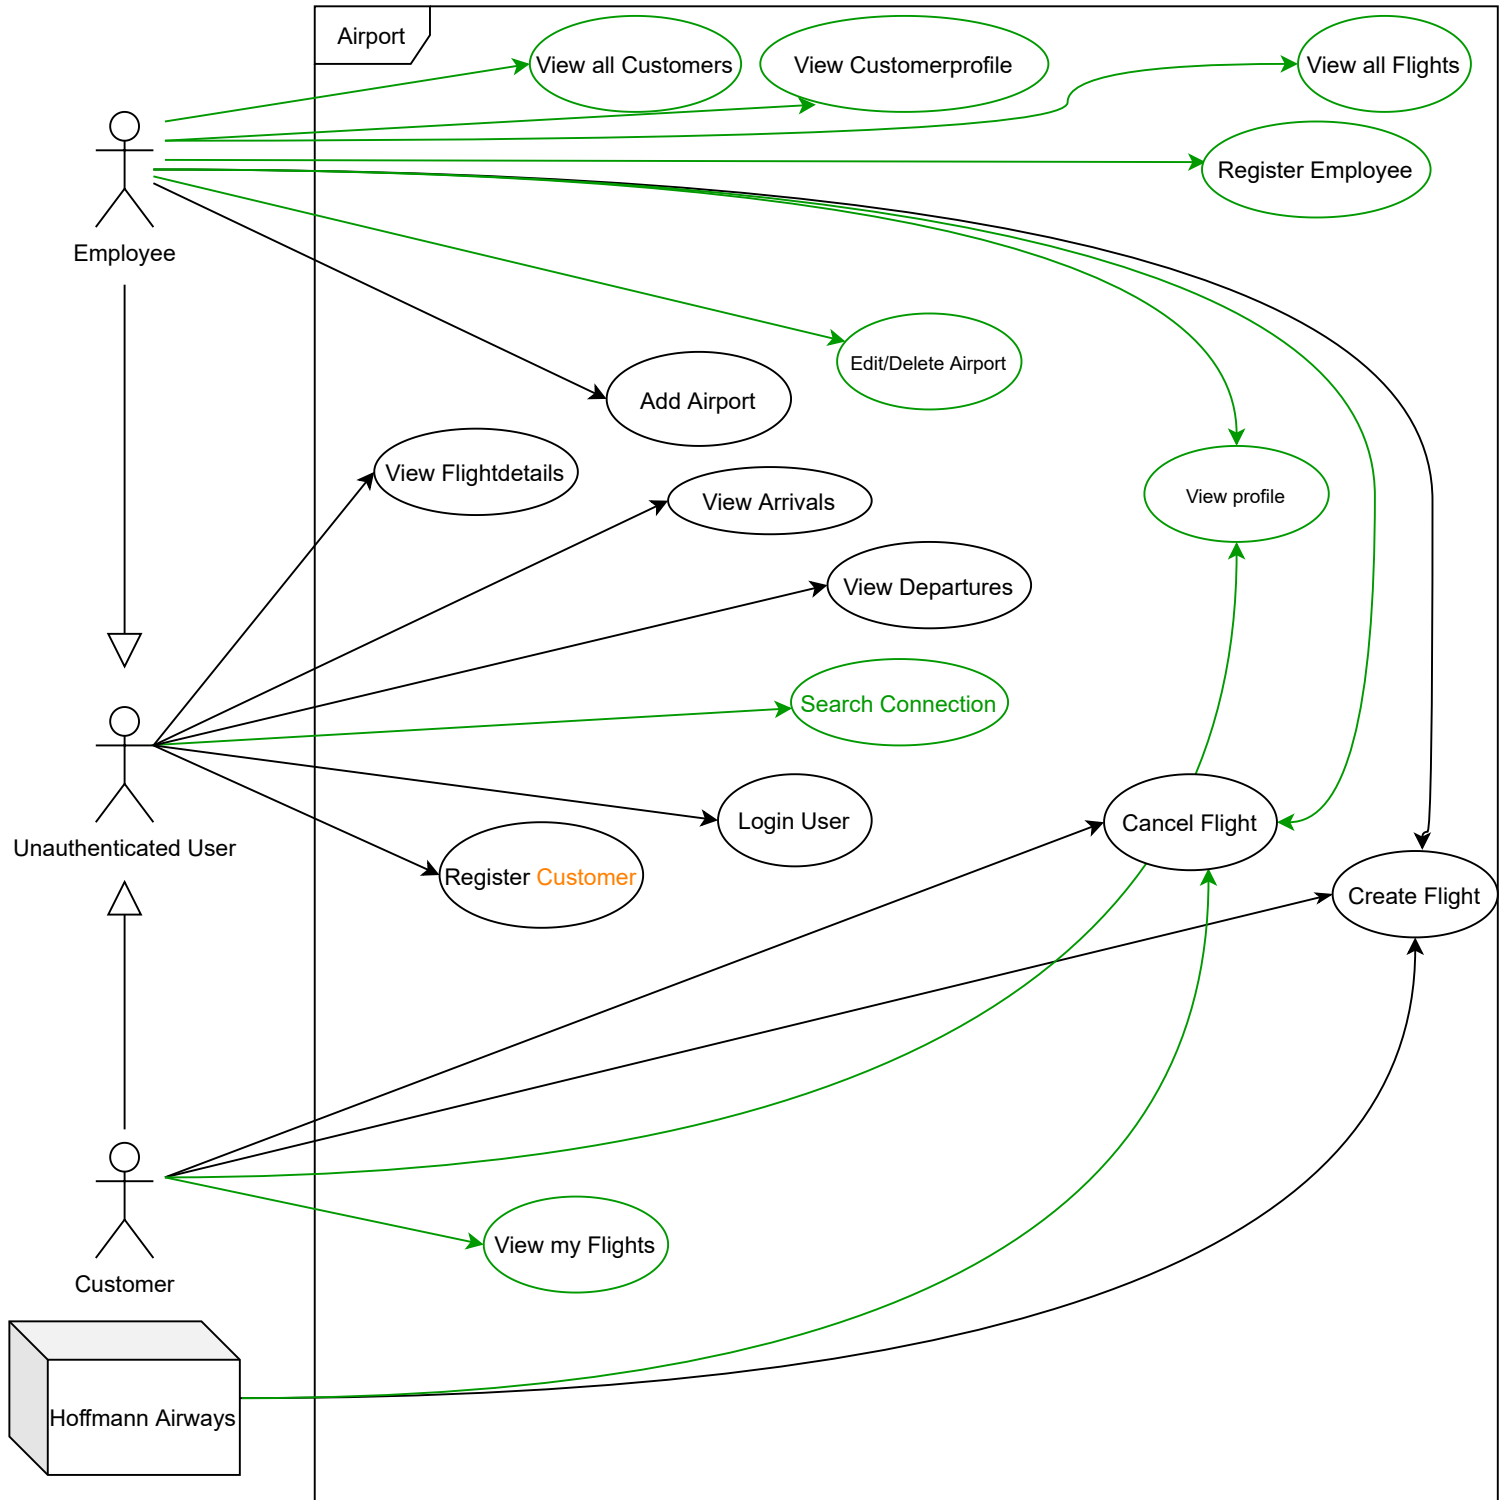 Airport
View all Customers
View Customerprofile
View all Flights
Register Employee
Employee
Edit/Delete Airport
Add Airport
View Flightdetails
View Arrivals
View profile
View Departures
Search Connection
Login User
Cancel Flight
Unauthenticated User
Register Customer
Create Flight
View my Flights
Customer
Hoffmann Airways